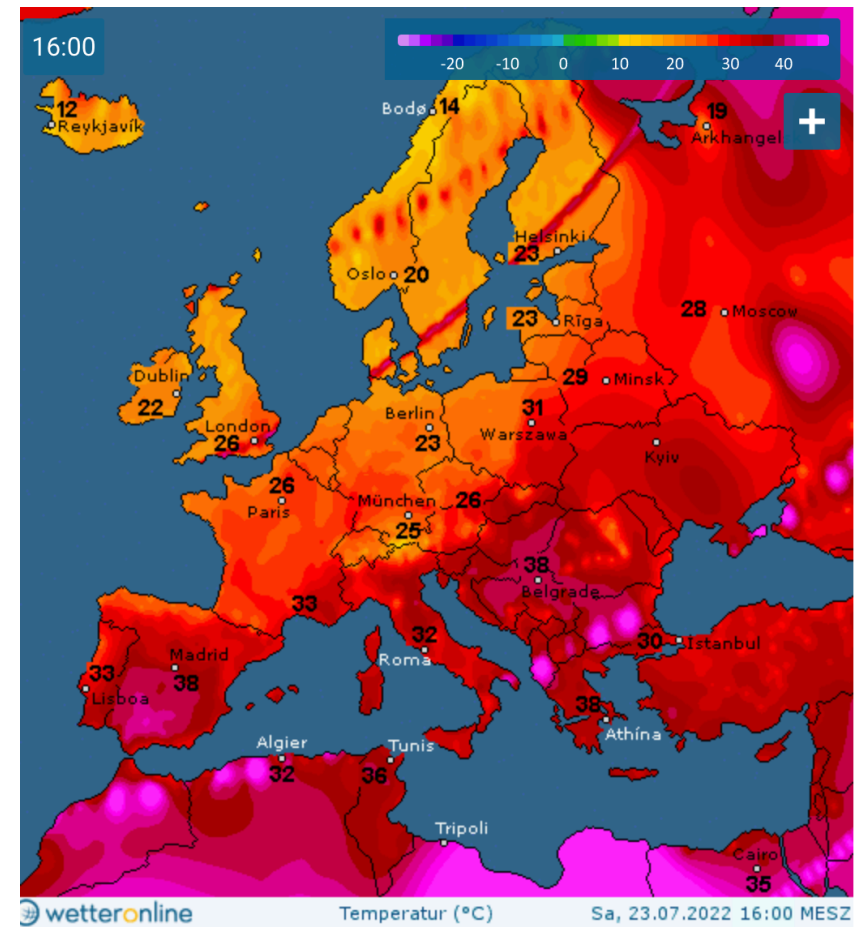 16:00
-20 -10 0 10 20 30 40
+
12
Reykjavík
Bodø 14
19
Arkhangel
Helsinki
23
Oslo 20
23 Rīga
28 Moscow
Dublin
22
29 Minsk
London
26
Berlin
23
31
Warszawa
Kyiv
26
Paris
München
25
26
38
Belgrade
33
32
Roma
30 İstanbul
Madrid
38
33
Lisboa
38
Athína
Algier
32
Tunis
36
Tripoli
Cairo
35
wetteronline Temperatur (°C) Sa, 23.07.2022 16:00 MESZ